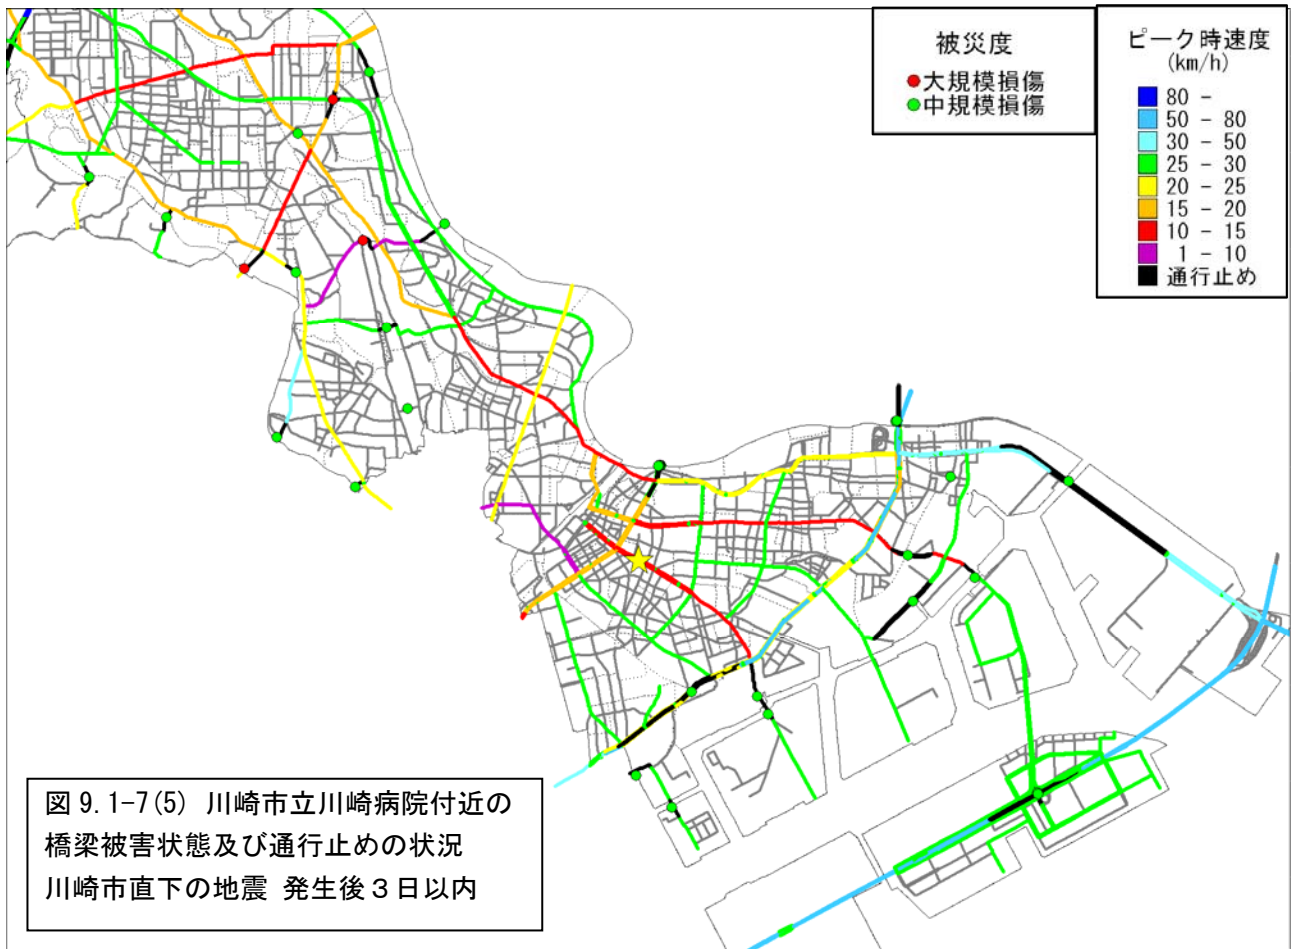 被災度
大規模損傷
中規模損傷
ピーク時速度
(km/h)
80 -
50 - 80
30 - 50
25 - 30
20 - 25
15 - 20
10 - 15
1 - 10
通行止め
図 9.1-7(5) 川崎市立川崎病院付近の
橋梁被害状態及び通行止めの状況
川崎市直下の地震 発生後３日以内